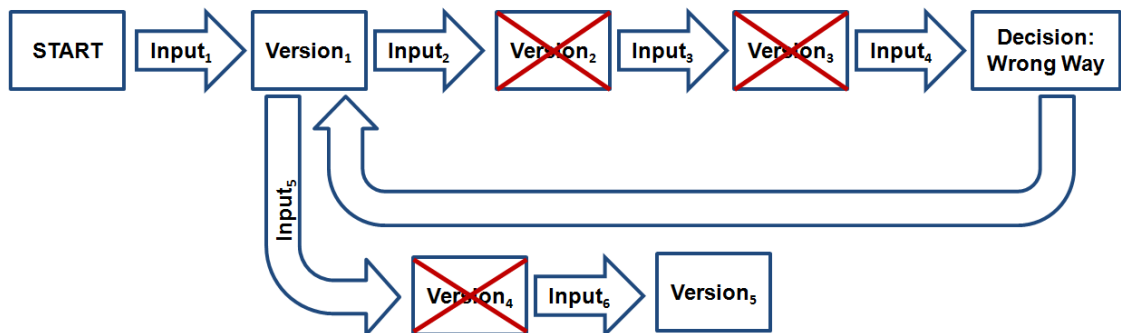 START
Input₁
Version₁
Input₂
Version₂
Input₃
Version₃
Input₄
Decision:
Wrong Way
Input₅
Version₄
Input₆
Version₅